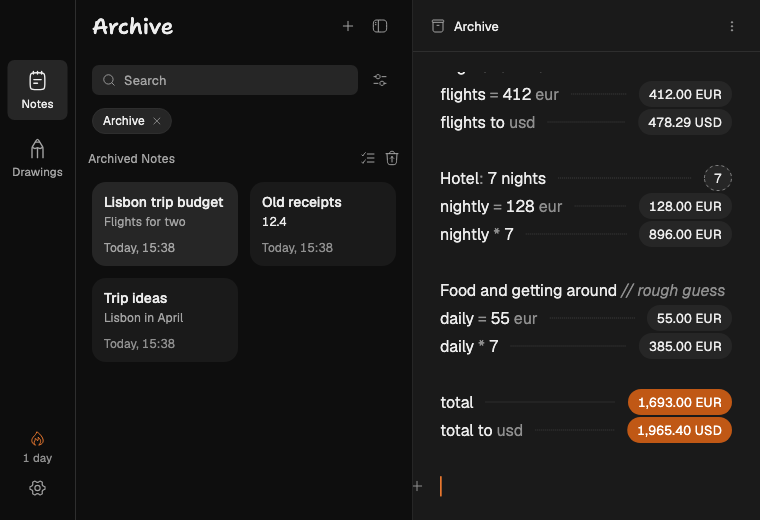 Archive
Search
Archive
Archived Notes
Lisbon trip budget
Flights for two
Today, 15:38
Old receipts
12.4
Today, 15:38
Trip ideas
Lisbon in April
Today, 15:38
Notes
Drawings
1 day
Archive
flights = 412 eur 412.00 EUR
flights to usd 478.29 USD
Hotel: 7 nights 7
nightly = 128 eur 128.00 EUR
nightly * 7 896.00 EUR
Food and getting around // rough guess
daily = 55 eur 55.00 EUR
daily * 7 385.00 EUR
total 1,693.00 EUR
total to usd 1,965.40 USD